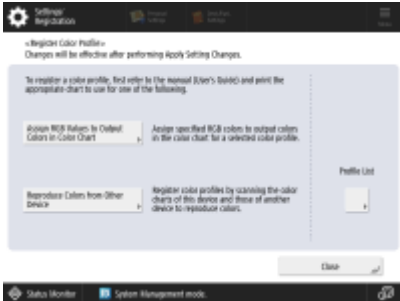 Settings/
Registration
<Register Color Profile>
Changes will be effective after performing Apply Setting Changes.
To register a color profile, first refer to the manual (User's Guide) and print the
appropriate chart to use for one of the following.
Assign RGB Values to Output
Colors in Color Chart
Assign specified RGB colors to output colors
in the color chart for a selected color profile.
Reproduce Colors from Other
Device
Register color profiles by scanning the color
charts of this device and those of another
device to reproduce colors.
Profile List
Close
Status Monitor
System Management mode.